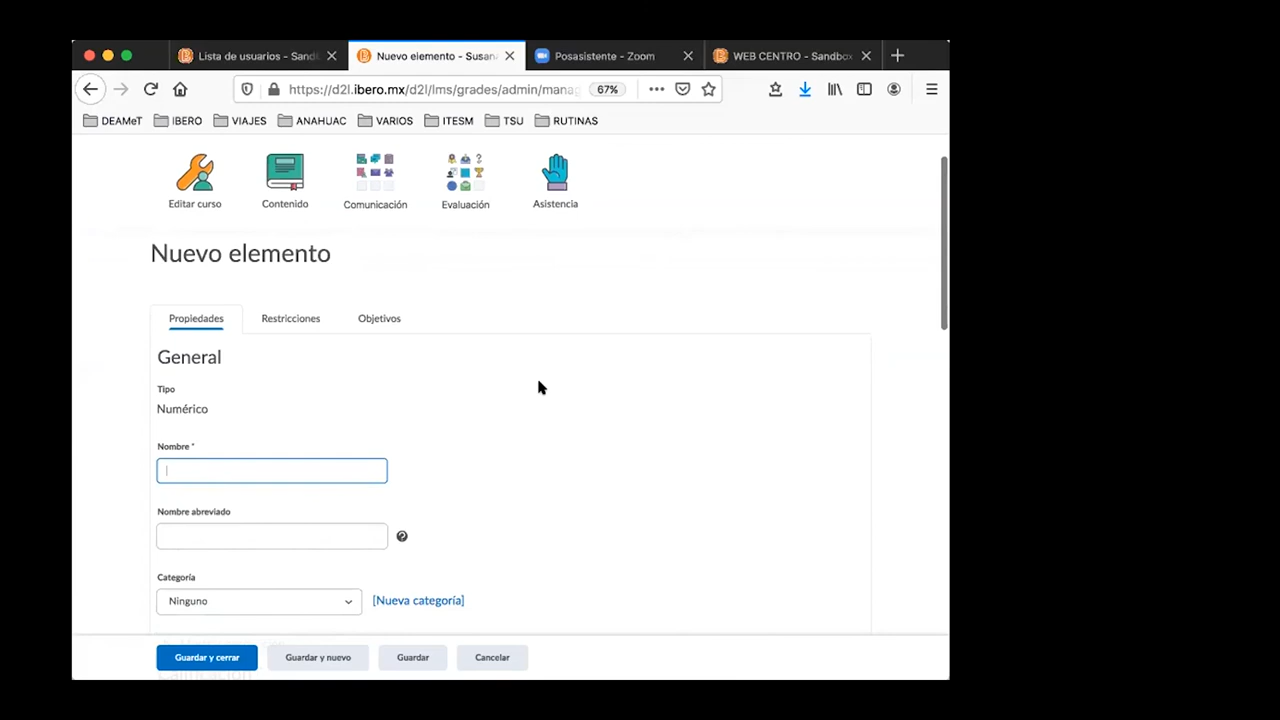 Lista de usuarios - Sand
Nuevo elemento - Susan
Posasistente - Zoom
WEB CENTRO - Sandbox
https://d2l.ibero.mx/d2l/lms/grades/admin/manag
67%
DEAMeT
IBERO
VIAJES
ANAHUAC
VARIOS
ITESM
TSU
RUTINAS
Editar curso
Contenido
Comunicación
Evaluación
Asistencia
Nuevo elemento
Propiedades
Restricciones
Objetivos
General
Tipo
Numérico
Nombre *
Nombre abreviado
Categoría
Ninguno
[Nueva categoría]
Guardar y cerrar
Guardar y nuevo
Guardar
Cancelar